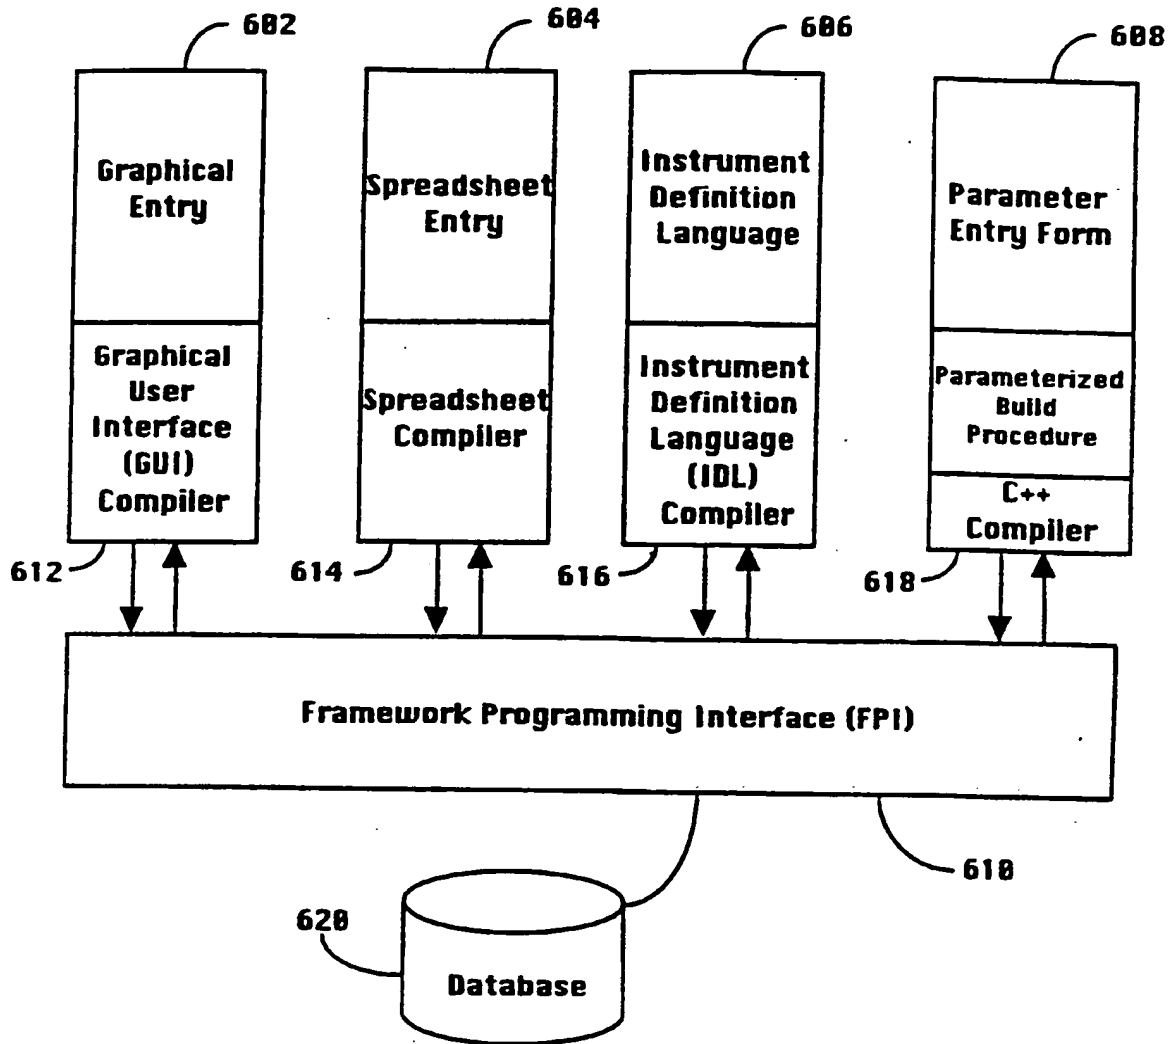 602
604
606
608
Graphical
Entry
Spreadsheet
Entry
Instrument
Definition
Language
Parameter
Entry Form
Graphical
User
Interface
(GUI)
Compiler
Spreadsheet
Compiler
Instrument
Definition
Language
(IDL)
Compiler
Parameterized
Build
Procedure
C++
Compiler
612
614
616
618
Framework Programming Interface (FPI)
610
620
Database